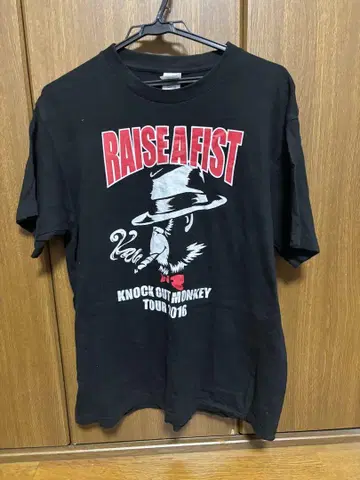 RAISE A FIST
KNOCK OUT MONKEY
TOUR 2016